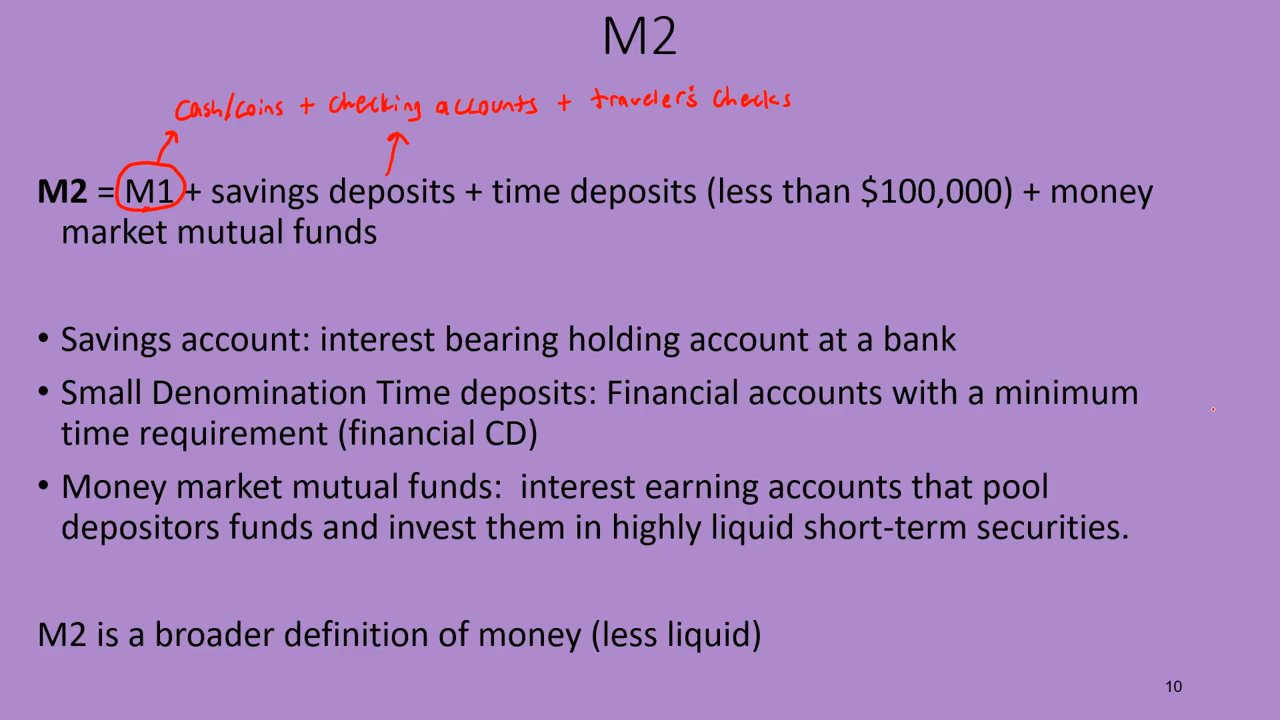 M2
Cash/coins + Checking accounts + traveler's checks
M2 = M1 + savings deposits + time deposits (less than $100,000) + money
market mutual funds
• Savings account: interest bearing holding account at a bank
• Small Denomination Time deposits: Financial accounts with a minimum
time requirement (financial CD)
• Money market mutual funds:  interest earning accounts that pool
depositors funds and invest them in highly liquid short-term securities.
M2 is a broader definition of money (less liquid)
10